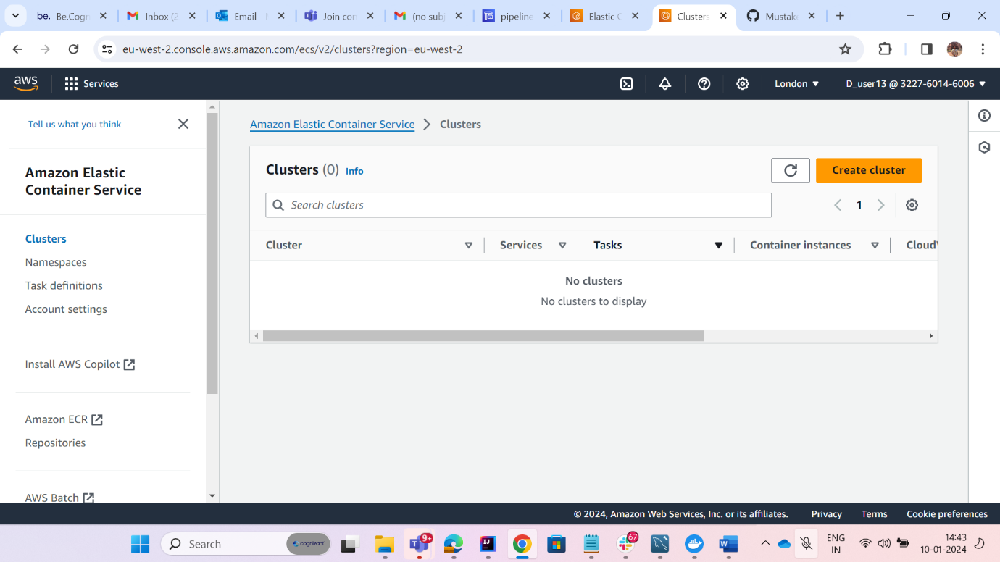 be. Be.Cogn
Inbox (2
Email -
Join con
(no subj
pipeline
Elastic C
Clusters
Mustak
eu-west-2.console.aws.amazon.com/ecs/v2/clusters?region=eu-west-2
aws
Services
London
D_user13 @ 3227-6014-6006
Tell us what you think
Amazon Elastic
Container Service
Clusters
Namespaces
Task definitions
Account settings
Install AWS Copilot
Amazon ECR
Repositories
AWS Batch
Amazon Elastic Container Service
Clusters
Clusters (0) Info
Create cluster
Search clusters
1
Cluster
Services
Tasks
Container instances
Cloud
No clusters
No clusters to display
© 2024, Amazon Web Services, Inc. or its affiliates.
Privacy
Terms
Cookie preferences
Search
cognizant
9+
IJ
67
W
ENG
IN
14:43
10-01-2024